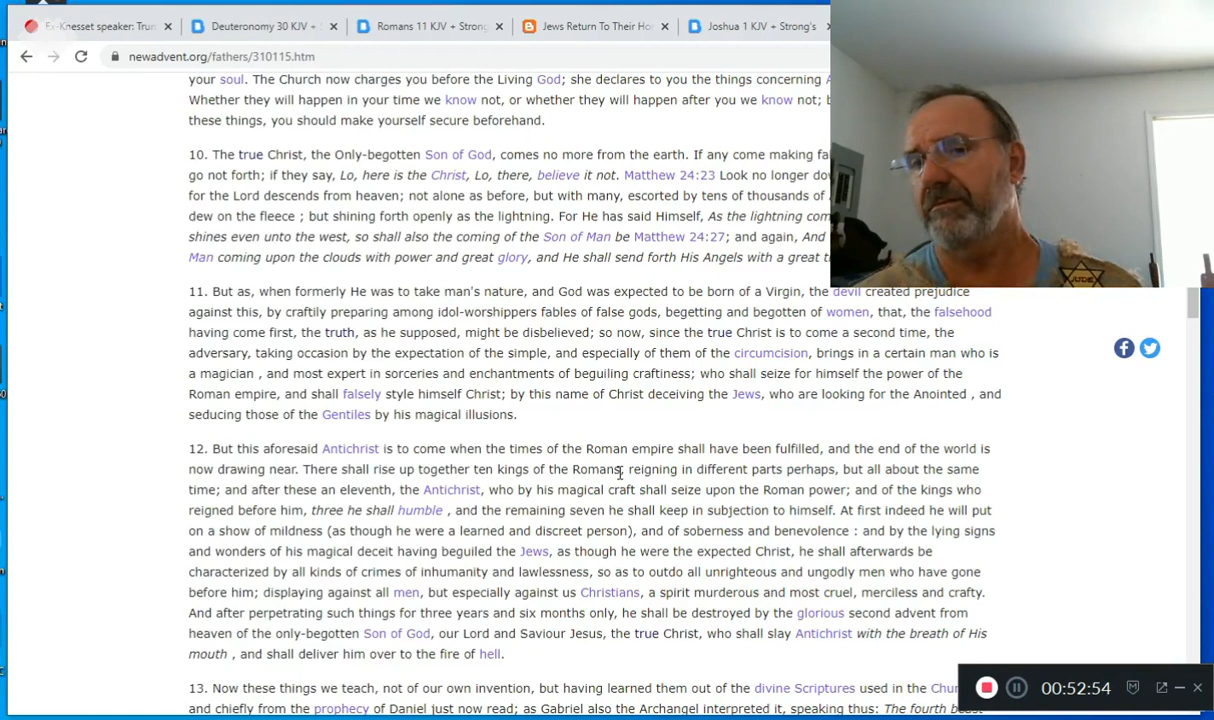 Ex-Knesset speaker: Trun
Deuteronomy 30 KJV +
Romans 11 KJV + Strong
Jews Return To Their Ho
Joshua 1 KJV + Strong's
newadvent.org/fathers/310115.htm
your soul. The Church now charges you before the Living God; she declares to you the things concerning A
Whether they will happen in your time we know not, or whether they will happen after you we know not; b
these things, you should make yourself secure beforehand.
10. The true Christ, the Only-begotten Son of God, comes no more from the earth. If any come making fal
go not forth; if they say, Lo, here is the Christ, Lo, there, believe it not. Matthew 24:23 Look no longer dow
for the Lord descends from heaven; not alone as before, but with many, escorted by tens of thousands of
dew on the fleece ; but shining forth openly as the lightning. For He has said Himself, As the lightning com
shines even unto the west, so shall also the coming of the Son of Man be Matthew 24:27; and again, And
Man coming upon the clouds with power and great glory, and He shall send forth His Angels with a great t
11. But as, when formerly He was to take man's nature, and God was expected to be born of a Virgin, the devil created prejudice
against this, by craftily preparing among idol-worshippers fables of false gods, begetting and begotten of women, that, the falsehood
having come first, the truth, as he supposed, might be disbelieved; so now, since the true Christ is to come a second time, the
adversary, taking occasion by the expectation of the simple, and especially of them of the circumcision, brings in a certain man who is
a magician , and most expert in sorceries and enchantments of beguiling craftiness; who shall seize for himself the power of the
Roman empire, and shall falsely style himself Christ; by this name of Christ deceiving the Jews, who are looking for the Anointed , and
seducing those of the Gentiles by his magical illusions.
12. But this aforesaid Antichrist is to come when the times of the Roman empire shall have been fulfilled, and the end of the world is
now drawing near. There shall rise up together ten kings of the Romans, reigning in different parts perhaps, but all about the same
time; and after these an eleventh, the Antichrist, who by his magical craft shall seize upon the Roman power; and of the kings who
reigned before him, three he shall humble , and the remaining seven he shall keep in subjection to himself. At first indeed he will put
on a show of mildness (as though he were a learned and discreet person), and of soberness and benevolence : and by the lying signs
and wonders of his magical deceit having beguiled the Jews, as though he were the expected Christ, he shall afterwards be
characterized by all kinds of crimes of inhumanity and lawlessness, so as to outdo all unrighteous and ungodly men who have gone
before him; displaying against all men, but especially against us Christians, a spirit murderous and most cruel, merciless and crafty.
And after perpetrating such things for three years and six months only, he shall be destroyed by the glorious second advent from
heaven of the only-begotten Son of God, our Lord and Saviour Jesus, the true Christ, who shall slay Antichrist with the breath of His
mouth , and shall deliver him over to the fire of hell.
13. Now these things we teach, not of our own invention, but having learned them out of the divine Scriptures used in the Chur
and chiefly from the prophecy of Daniel just now read; as Gabriel also the Archangel interpreted it, speaking thus: The fourth beast
JUDE
00:52:54